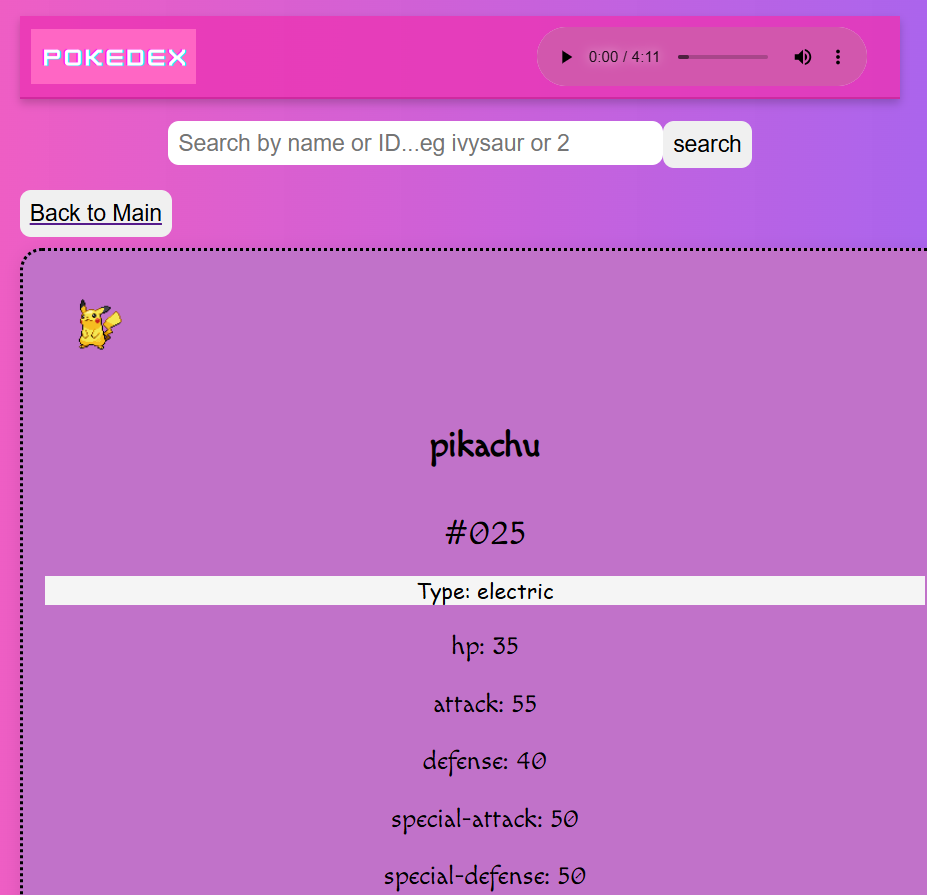 POKEDEX
0:00 / 4:11
Search by name or ID...eg ivysaur or 2
search
Back to Main
pikachu
#025
Type: electric
hp: 35
attack: 55
defense: 40
special-attack: 50
special-defense: 50